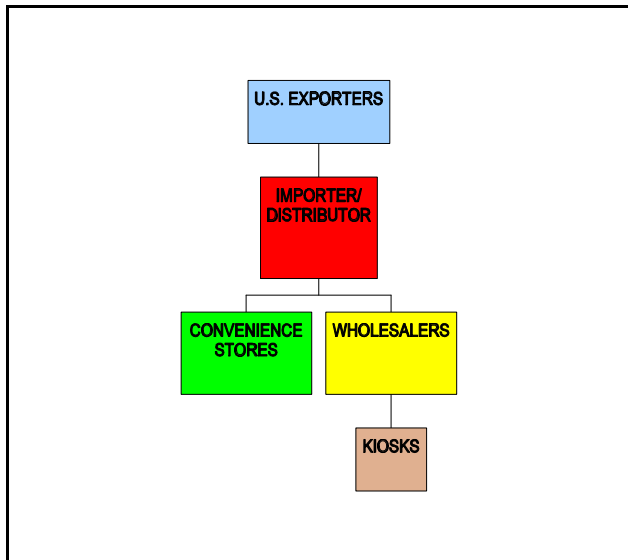 U.S. EXPORTERS
IMPORTER/
DISTRIBUTOR
CONVENIENCE
STORES
WHOLESALERS
KIOSKS